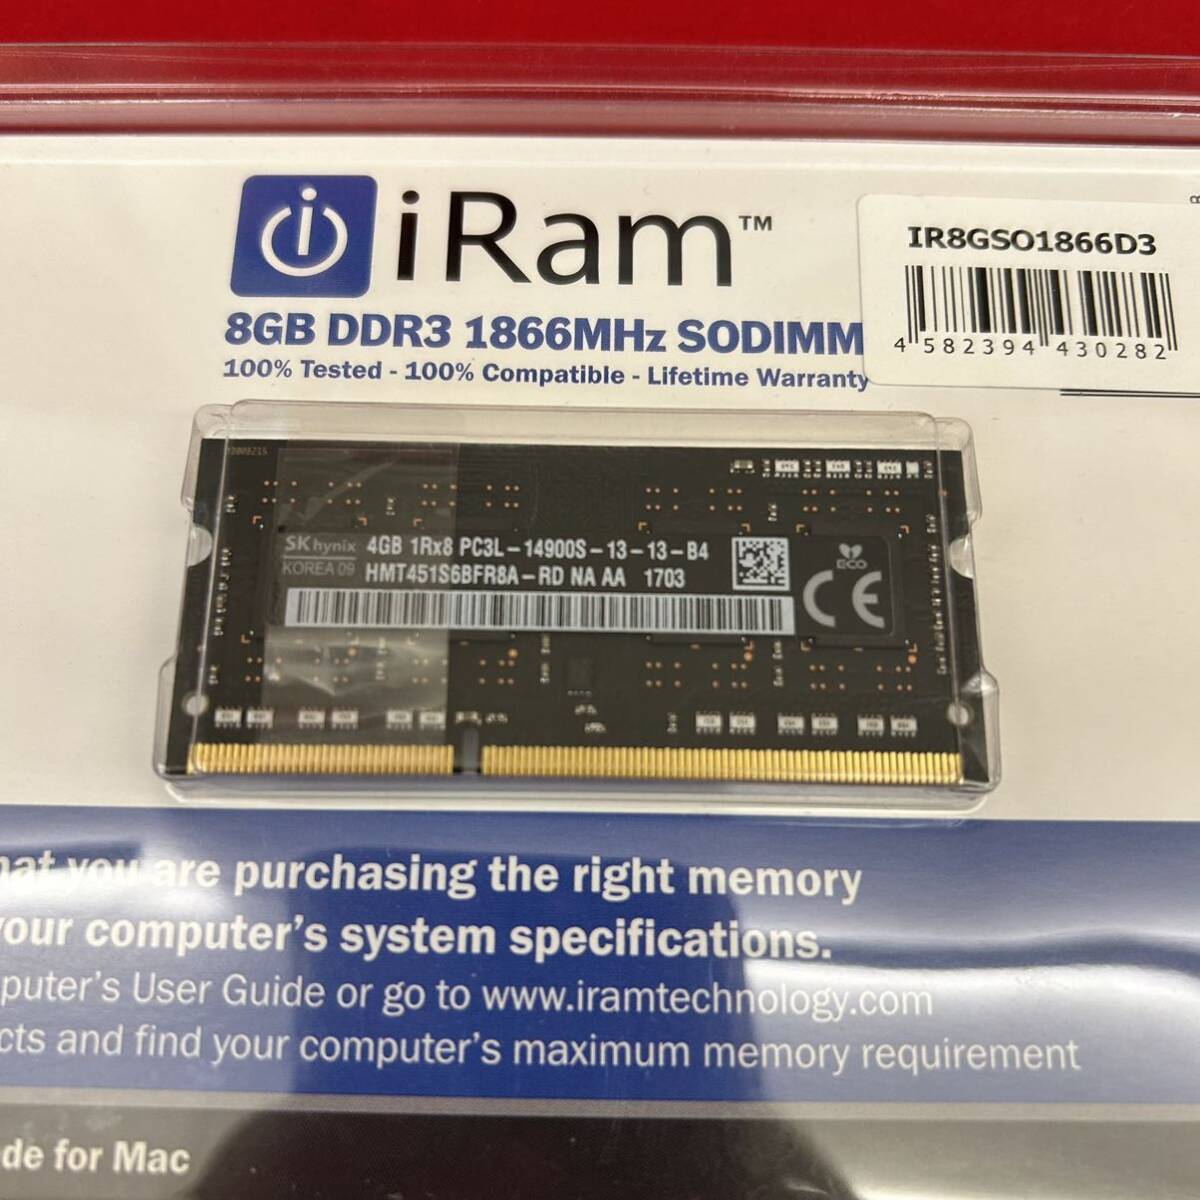 iRam™
IR8GSO1866D3
4 582394 430282
8GB DDR3 1866MHz SODIMM
100% Tested - 100% Compatible - Lifetime Warranty
SK hynix
KOREA 09
4GB 1Rx8 PC3L-14900S-13-13-B4
HMT451S6BFR8A-RD NA AA 1703
ECO
CE
you are purchasing the right memory
your computer's system specifications.
puter's User Guide or go to www.iramtechnology.com
cts and find your computer's maximum memory requirement
de for Mac